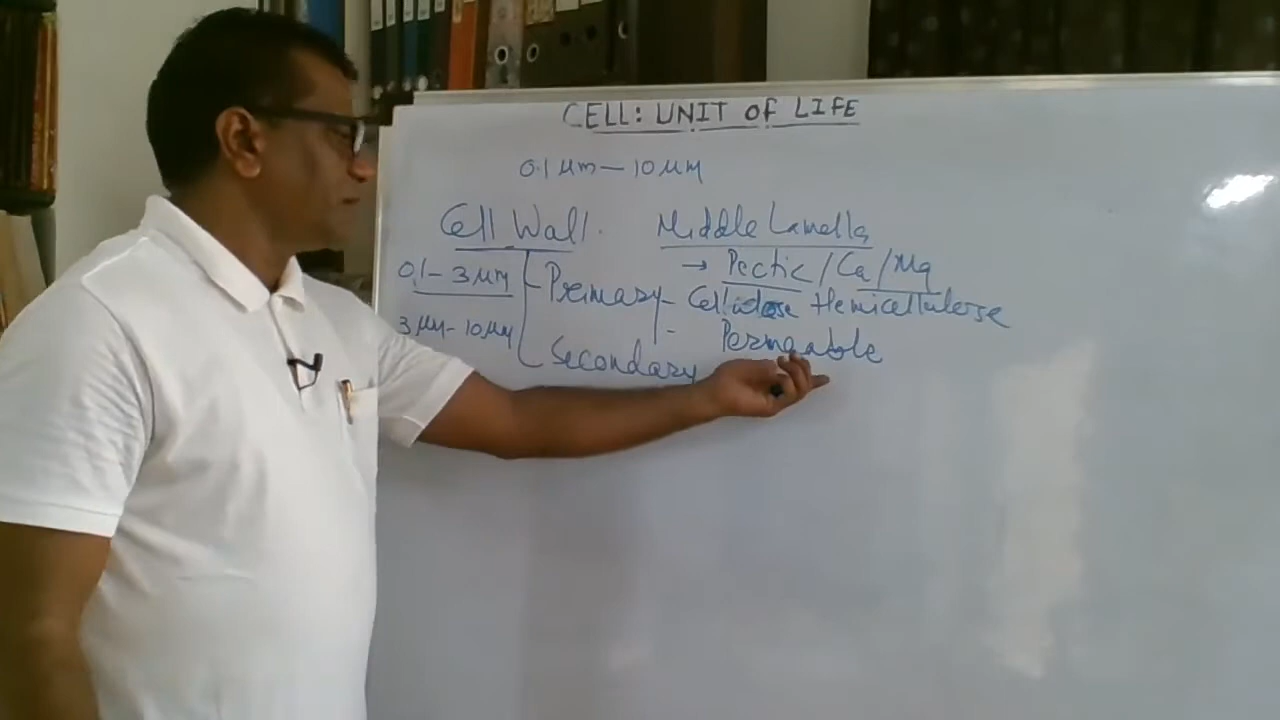 CELL: UNIT OF LIFE
0.1 μm — 10 μm
Cell Wall.
Middle Lamella
0.1 – 3 μm
→ Pectic / Ca / Mg
Primary – Cellulose Hemicellulose
3 μm – 10 μm
- Permeable
Secondary